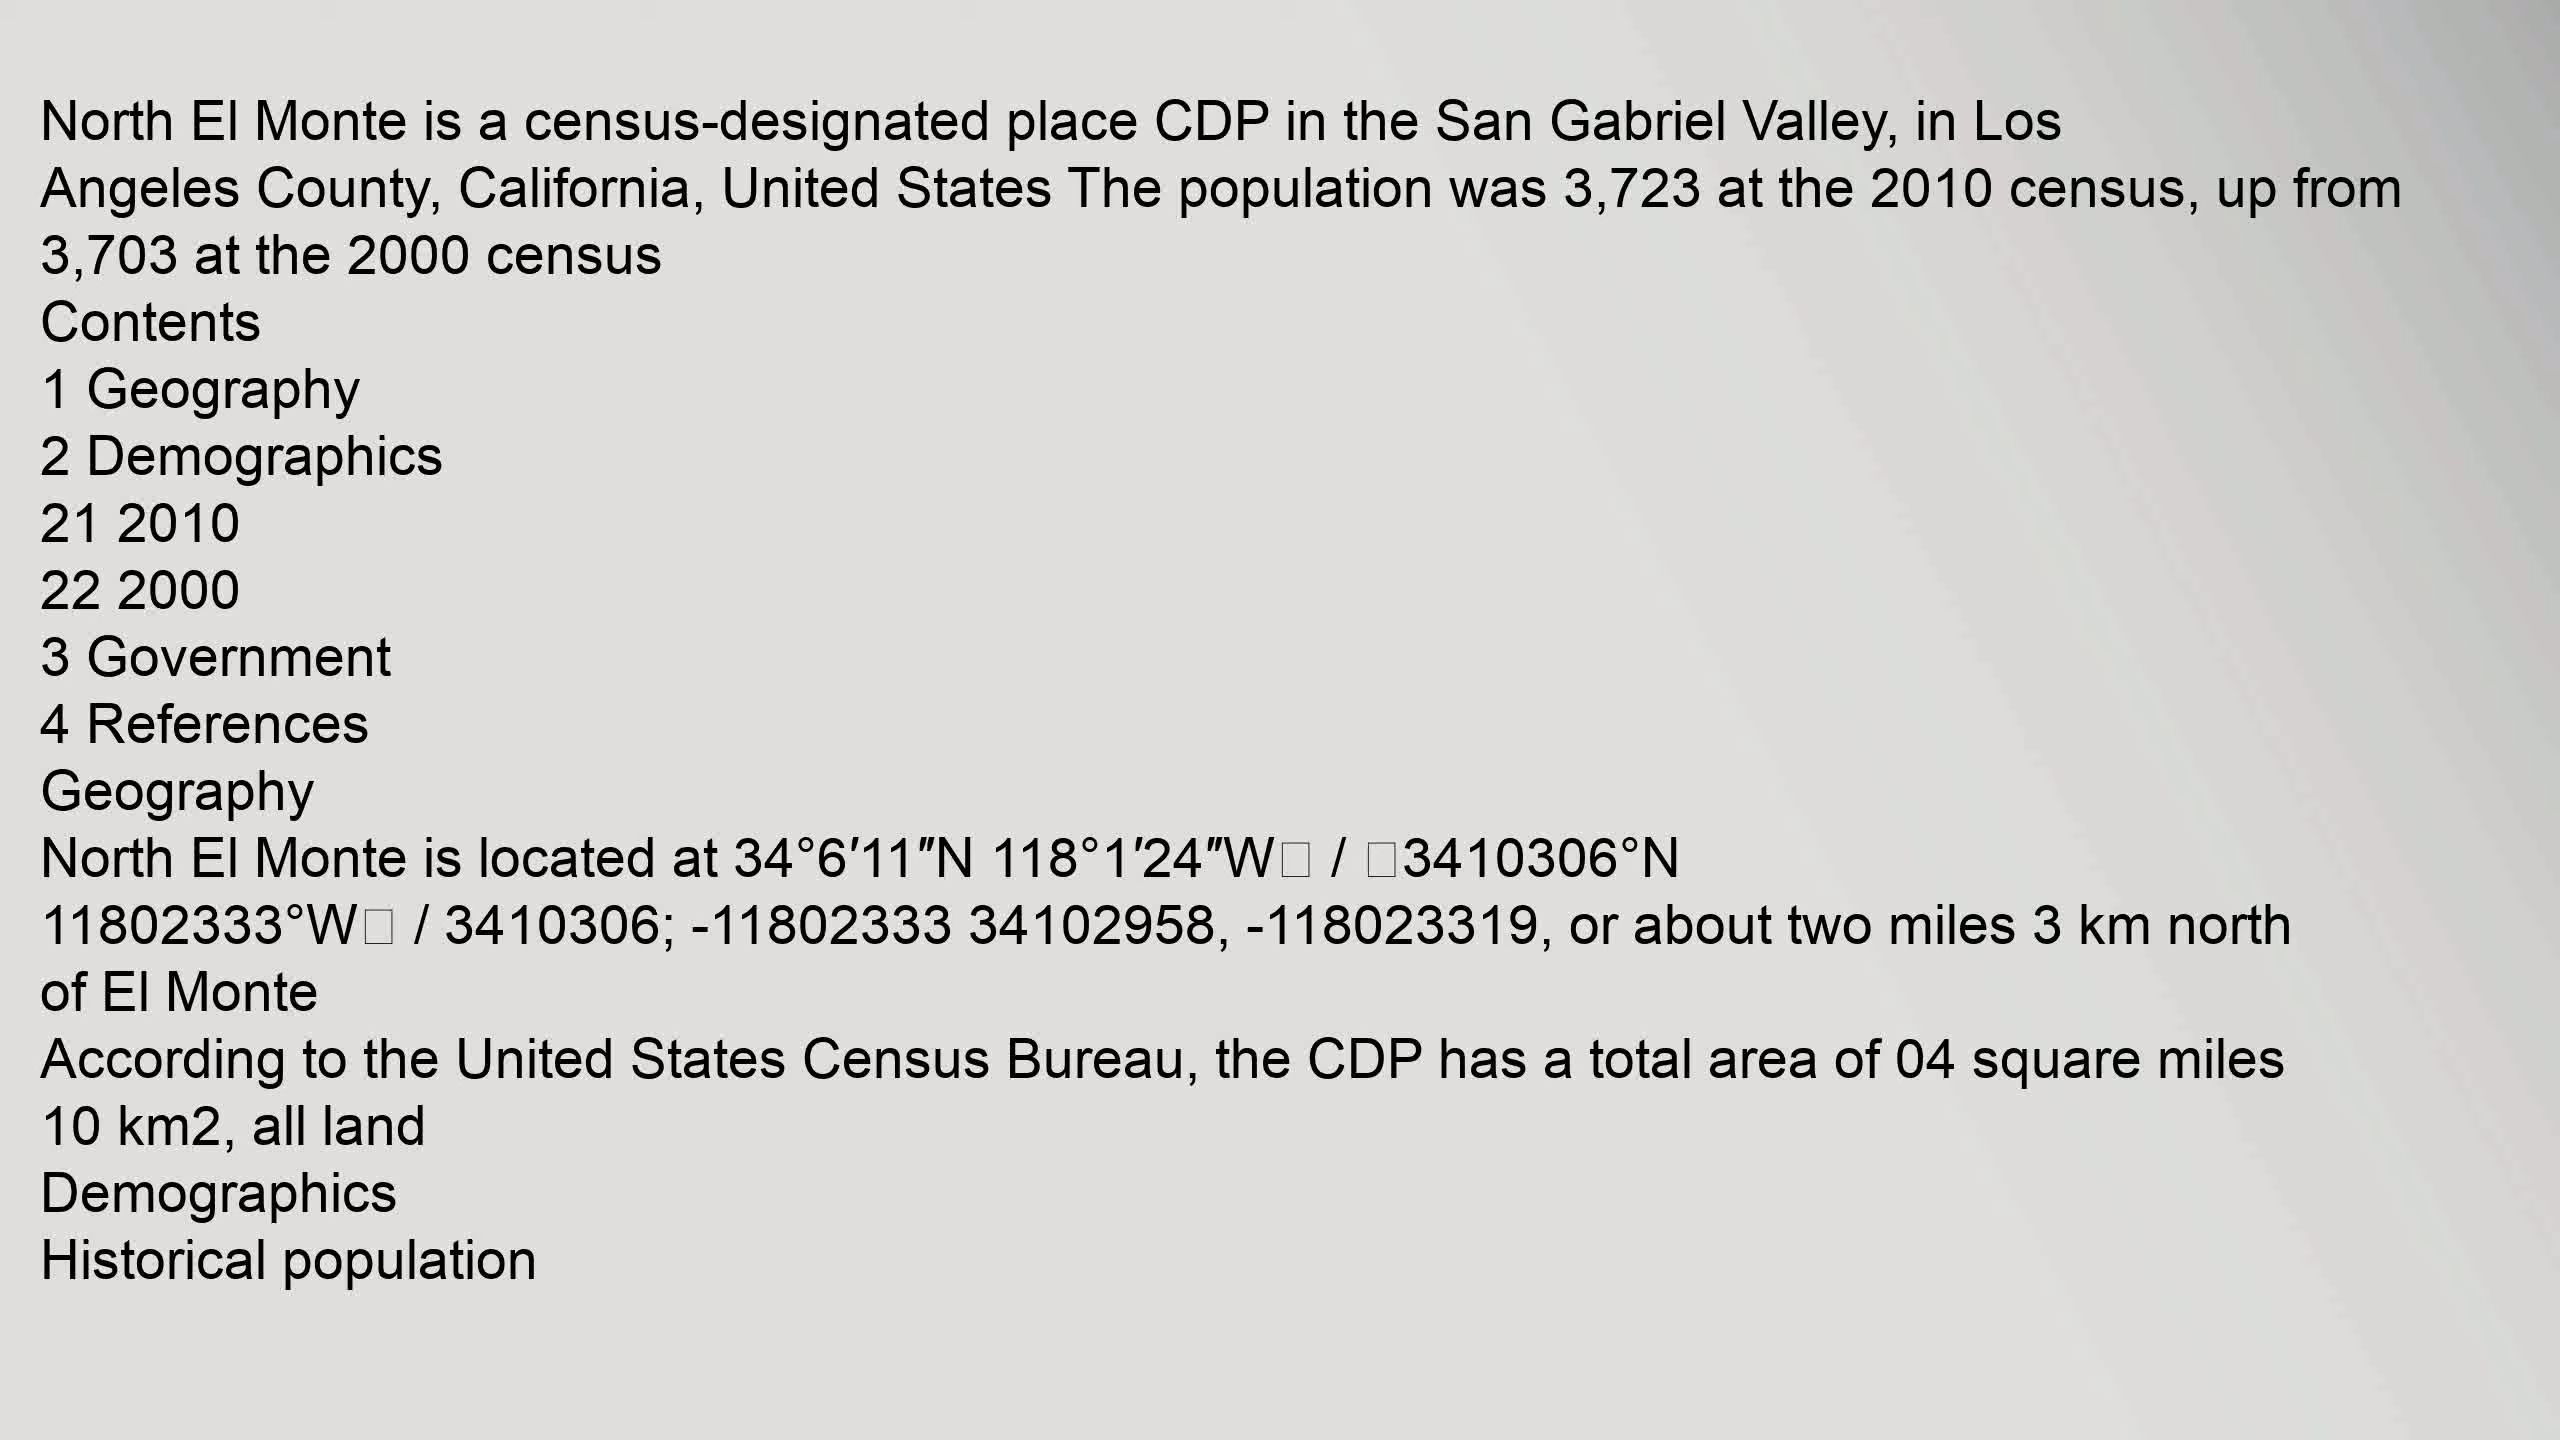 North El Monte is a census-designated place CDP in the San Gabriel Valley, in Los
Angeles County, California, United States The population was 3,723 at the 2010 census, up from
3,703 at the 2000 census
Contents
1 Geography
2 Demographics
21 2010
22 2000
3 Government
4 References
Geography
North El Monte is located at 34°6′11″N 118°1′24″W□ / □3410306°N
11802333°W□ / 3410306; -11802333 34102958, -118023319, or about two miles 3 km north
of El Monte
According to the United States Census Bureau, the CDP has a total area of 04 square miles
10 km2, all land
Demographics
Historical population